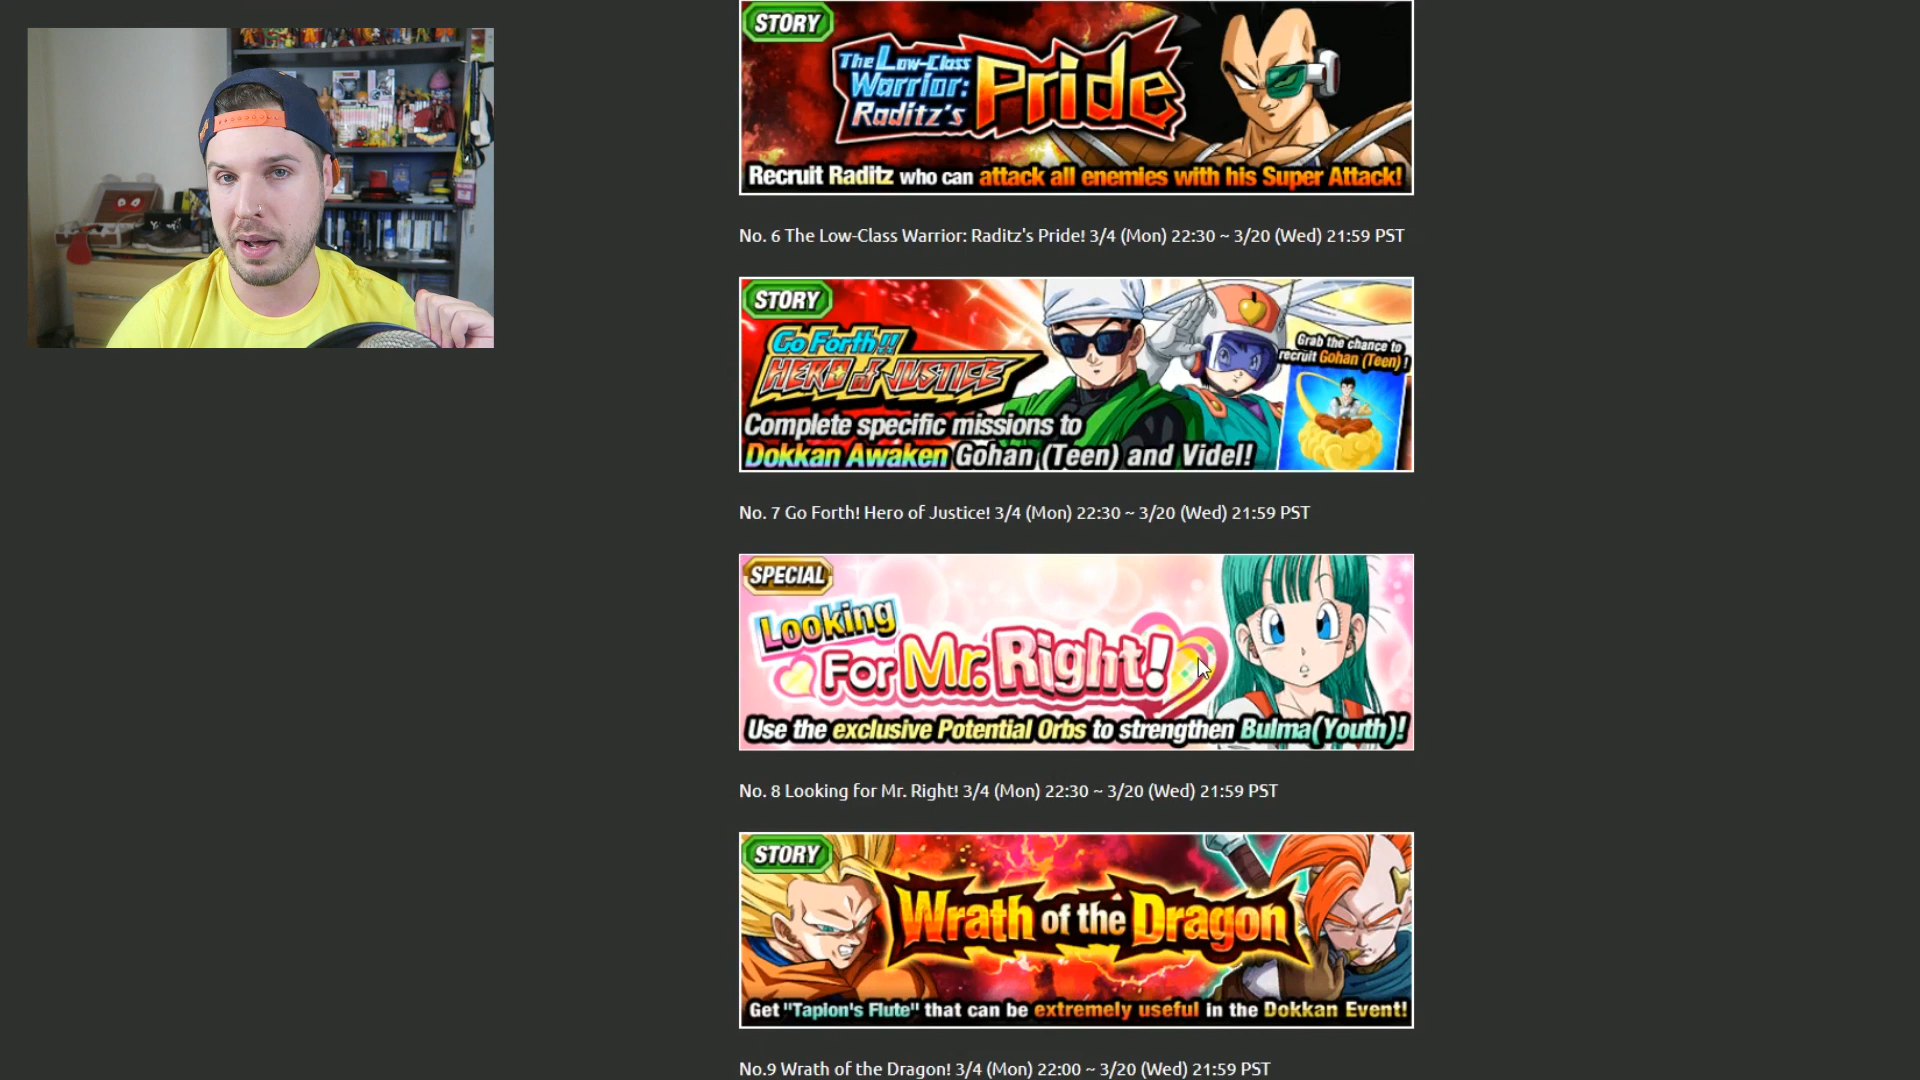 STORY
The Low-Class
Warrior:
Raditz's
Pride
Recruit Raditz who can attack all enemies with his Super Attack!
No. 6 The Low-Class Warrior: Raditz's Pride! 3/4 (Mon) 22:30 ~ 3/20 (Wed) 21:59 PST
STORY
Go Forth!!
HERO of JUSTICE
Grab the chance to
recruit Gohan (Teen)!
Complete specific missions to
Dokkan Awaken Gohan (Teen) and Videl!
No. 7 Go Forth! Hero of Justice! 3/4 (Mon) 22:30 ~ 3/20 (Wed) 21:59 PST
SPECIAL
Looking
For Mr. Right!
Use the exclusive Potential Orbs to strengthen Bulma(Youth)!
No. 8 Looking for Mr. Right! 3/4 (Mon) 22:30 ~ 3/20 (Wed) 21:59 PST
STORY
Wrath of the Dragon
Get "Tapion's Flute" that can be extremely useful in the Dokkan Event!
No.9 Wrath of the Dragon! 3/4 (Mon) 22:00 ~ 3/20 (Wed) 21:59 PST